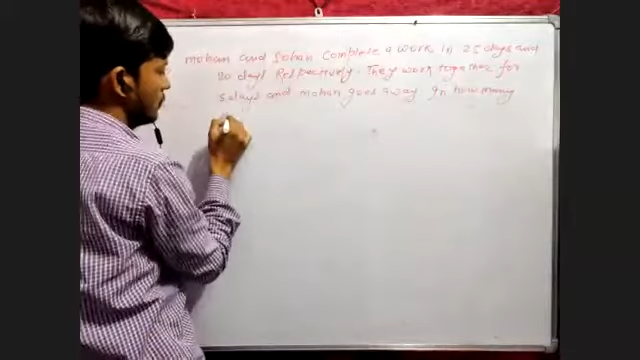 mohan and Sohan Complete a work in 25 days and
20 days Respectively. They work together for
5 days and mohan goes away In how many